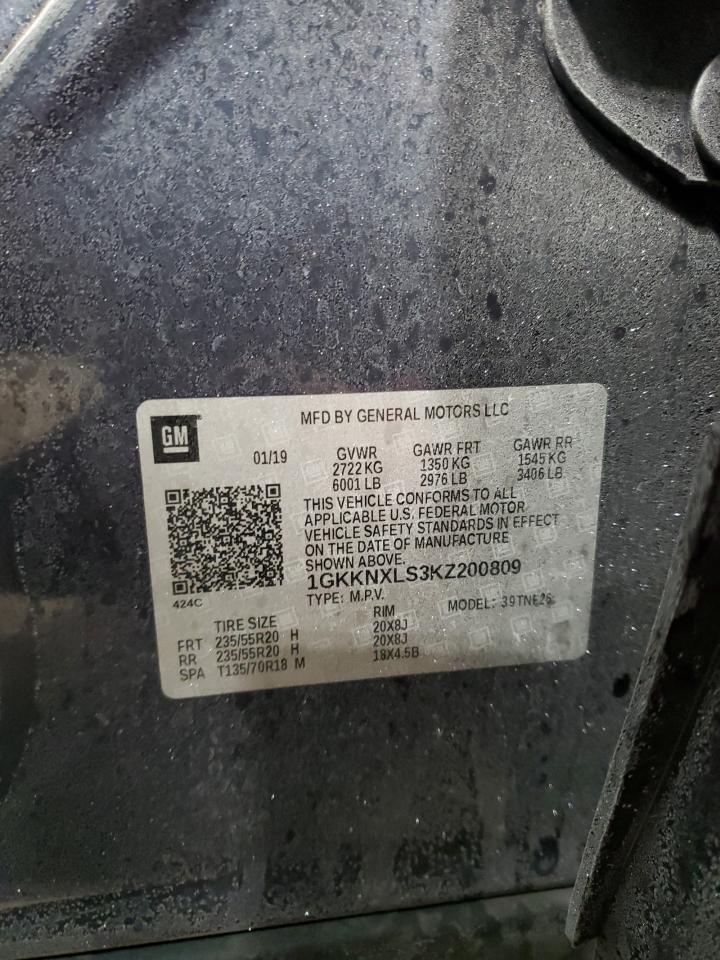 GM
MFD BY GENERAL MOTORS LLC
01/19
GVWR GAWR FRT GAWR RR
2722 KG 1350 KG 1545 KG
6001 LB 2976 LB 3406 LB
THIS VEHICLE CONFORMS TO ALL
APPLICABLE U.S. FEDERAL MOTOR
VEHICLE SAFETY STANDARDS IN EFFECT
ON THE DATE OF MANUFACTURE
SHOWN ABOVE.
1GKKNXLS3KZ200809
424C
TYPE: M.P.V. MODEL: 39TNE26
TIRE SIZE RIM
FRT 235/55R20 H 20X8J
RR 235/55R20 H 20X8J
SPA T135/70R18 M 18X4.5B